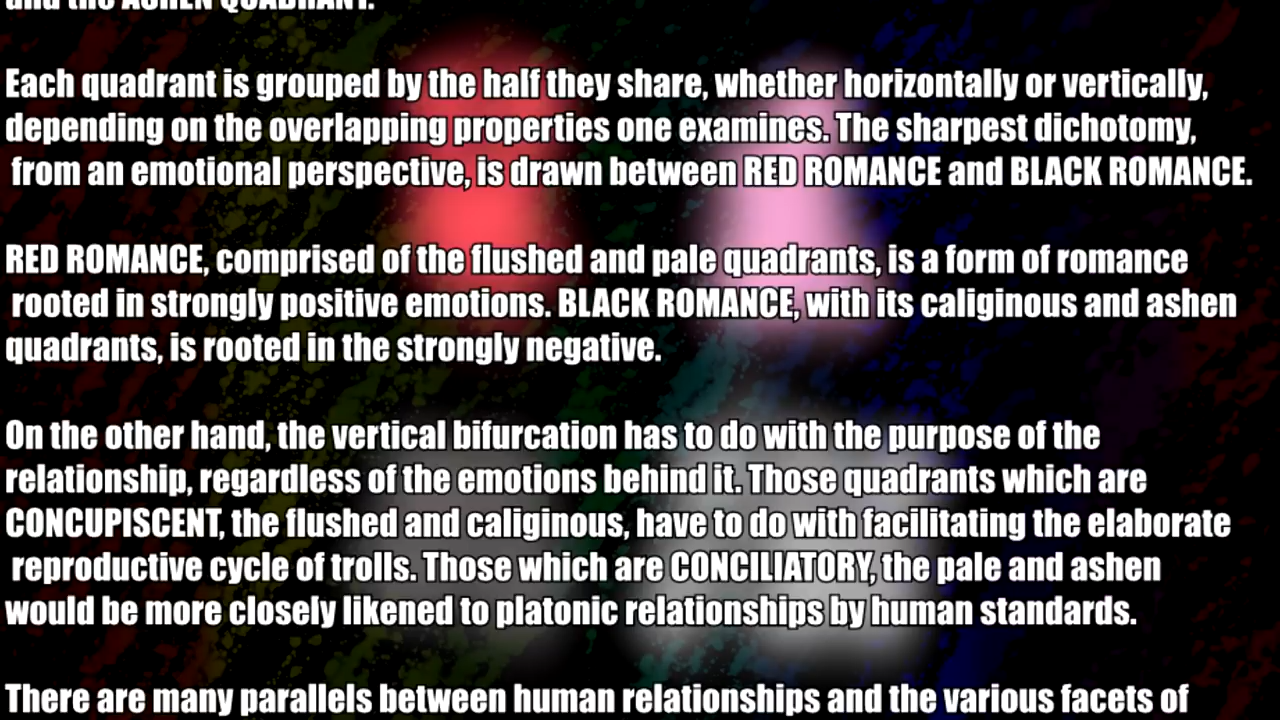 and the ASHEN QUADRANT.
Each quadrant is grouped by the half they share, whether horizontally or vertically,
depending on the overlapping properties one examines. The sharpest dichotomy,
from an emotional perspective, is drawn between RED ROMANCE and BLACK ROMANCE.
RED ROMANCE, comprised of the flushed and pale quadrants, is a form of romance
rooted in strongly positive emotions. BLACK ROMANCE, with its caliginous and ashen
quadrants, is rooted in the strongly negative.
On the other hand, the vertical bifurcation has to do with the purpose of the
relationship, regardless of the emotions behind it. Those quadrants which are
CONCUPISCENT, the flushed and caliginous, have to do with facilitating the elaborate
reproductive cycle of trolls. Those which are CONCILIATORY, the pale and ashen
would be more closely likened to platonic relationships by human standards.
There are many parallels between human relationships and the various facets of